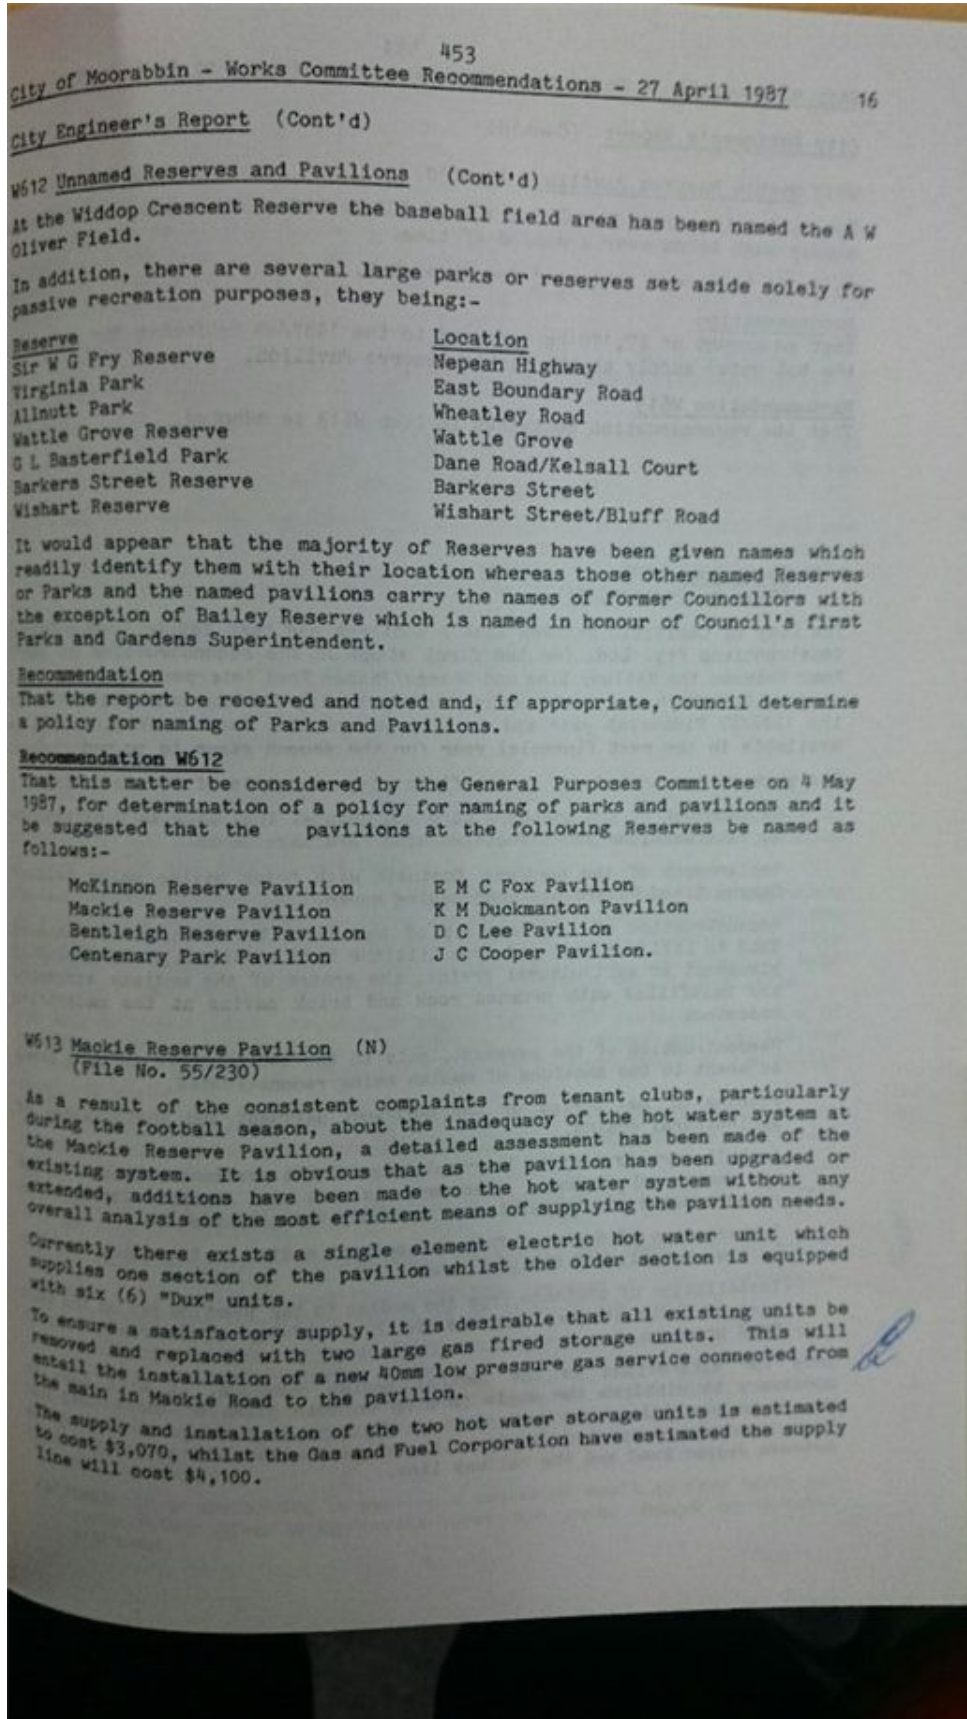 453
City of Moorabbin - Works Committee Recommendations - 27 April 1987 16
City Engineer's Report (Cont'd)
W612 Unnamed Reserves and Pavilions (Cont'd)
At the Widdop Crescent Reserve the baseball field area has been named the A W
Oliver Field.
In addition, there are several large parks or reserves set aside solely for
passive recreation purposes, they being:-
Reserve Location
Sir W G Fry Reserve Nepean Highway
Virginia Park East Boundary Road
Allnutt Park Wheatley Road
Wattle Grove Reserve Wattle Grove
G L Basterfield Park Dane Road/Kelsall Court
Barkers Street Reserve Barkers Street
Wishart Reserve Wishart Street/Bluff Road
It would appear that the majority of Reserves have been given names which
readily identify them with their location whereas those other named Reserves
or Parks and the named pavilions carry the names of former Councillors with
the exception of Bailey Reserve which is named in honour of Council's first
Parks and Gardens Superintendent.
Recommendation
That the report be received and noted and, if appropriate, Council determine
a policy for naming of Parks and Pavilions.
Recommendation W612
That this matter be considered by the General Purposes Committee on 4 May
1987, for determination of a policy for naming of parks and pavilions and it
be suggested that the pavilions at the following Reserves be named as
follows:-
McKinnon Reserve Pavilion E M C Fox Pavilion
Mackie Reserve Pavilion K M Duckmanton Pavilion
Bentleigh Reserve Pavilion D C Lee Pavilion
Centenary Park Pavilion J C Cooper Pavilion.
W613 Mackie Reserve Pavilion (N)
(File No. 55/230)
As a result of the consistent complaints from tenant clubs, particularly
during the football season, about the inadequacy of the hot water system at
the Mackie Reserve Pavilion, a detailed assessment has been made of the
existing system. It is obvious that as the pavilion has been upgraded or
extended, additions have been made to the hot water system without any
overall analysis of the most efficient means of supplying the pavilion needs.
Currently there exists a single element electric hot water unit which
supplies one section of the pavilion whilst the older section is equipped
with six (6) "Dux" units.
To ensure a satisfactory supply, it is desirable that all existing units be
removed and replaced with two large gas fired storage units. This will
entail the installation of a new 40mm low pressure gas service connected from
the main in Mackie Road to the pavilion.
The supply and installation of the two hot water storage units is estimated
to cost $3,070, whilst the Gas and Fuel Corporation have estimated the supply
line will cost $4,100.